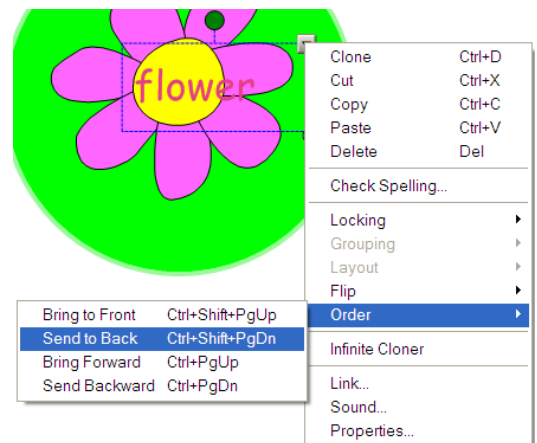 flower
Clone Ctrl+D
Cut Ctrl+X
Copy Ctrl+C
Paste Ctrl+V
Delete Del
Check Spelling...
Locking
Grouping
Layout
Flip
Order
Infinite Cloner
Link...
Sound...
Properties...
Bring to Front Ctrl+Shift+PgUp
Send to Back Ctrl+Shift+PgDn
Bring Forward Ctrl+PgUp
Send Backward Ctrl+PgDn